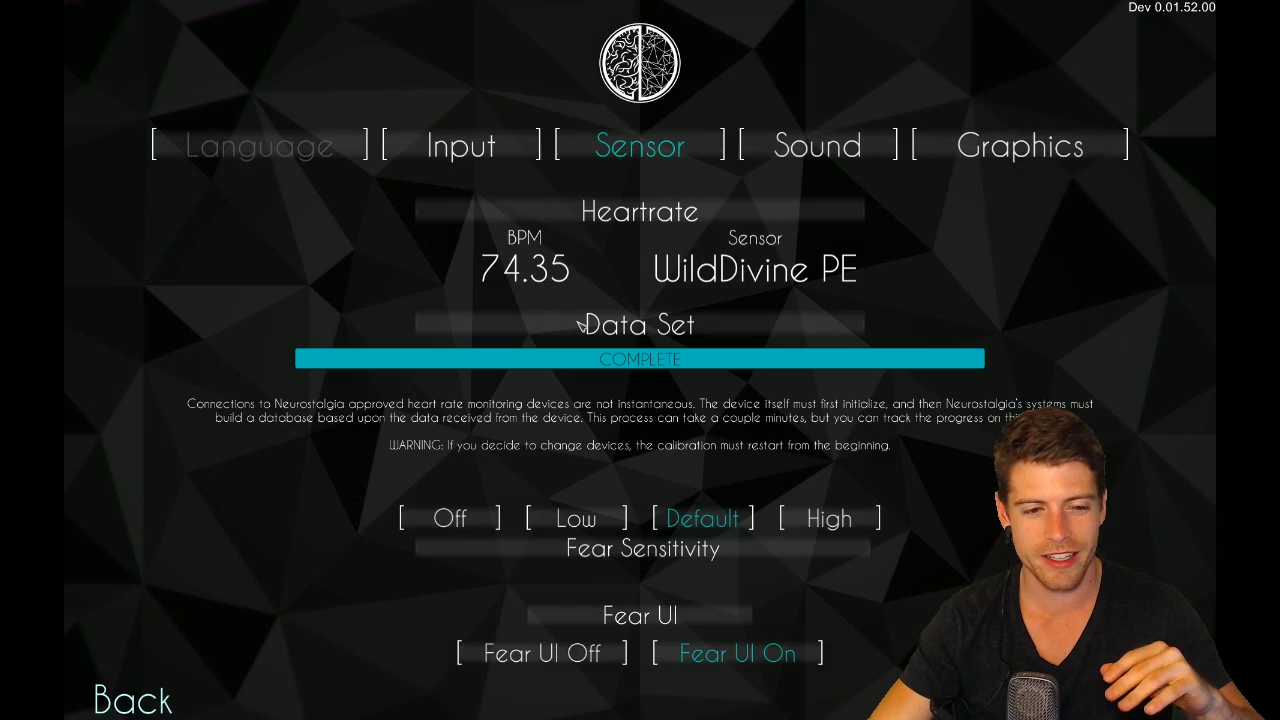 Dev 0.01.52.00
[ Language ] [ Input ] [ Sensor ] [ Sound ] [ Graphics ]
Heartrate
BPM Sensor
74.35 WildDivine PE
Data Set
COMPLETE
Connections to Neurostalgia approved heart rate monitoring devices are not instantaneous. The device itself must first initialize, and then Neurostalgia's systems must
build a database based upon the data received from the device. This process can take a couple minutes, but you can track the progress on
WARNING: If you decide to change devices, the calibration must restart from the beginning.
[ Off ] [ Low ] [ Default ] [ High ]
Fear Sensitivity
Fear UI
[ Fear UI Off ] [ Fear UI On ]
Back